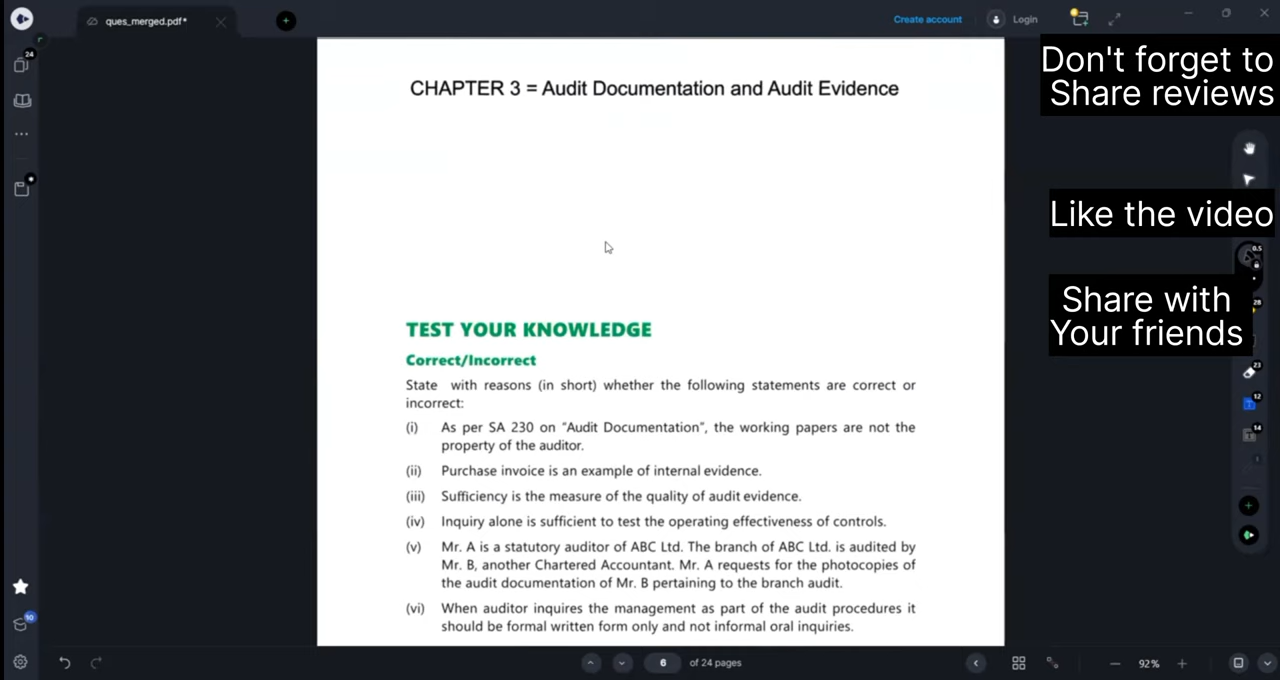 ques_merged.pdf*
Create account
Login
24
CHAPTER 3 = Audit Documentation and Audit Evidence
Don't forget to
Share reviews
Like the video
0.5
Share with
Your friends
28
23
12
14
TEST YOUR KNOWLEDGE
Correct/Incorrect
State with reasons (in short) whether the following statements are correct or
incorrect:
(i) As per SA 230 on “Audit Documentation”, the working papers are not the
property of the auditor.
(ii) Purchase invoice is an example of internal evidence.
(iii) Sufficiency is the measure of the quality of audit evidence.
(iv) Inquiry alone is sufficient to test the operating effectiveness of controls.
(v) Mr. A is a statutory auditor of ABC Ltd. The branch of ABC Ltd. is audited by
Mr. B, another Chartered Accountant. Mr. A requests for the photocopies of
the audit documentation of Mr. B pertaining to the branch audit.
(vi) When auditor inquires the management as part of the audit procedures it
should be formal written form only and not informal oral inquiries.
10
6 of 24 pages
92%